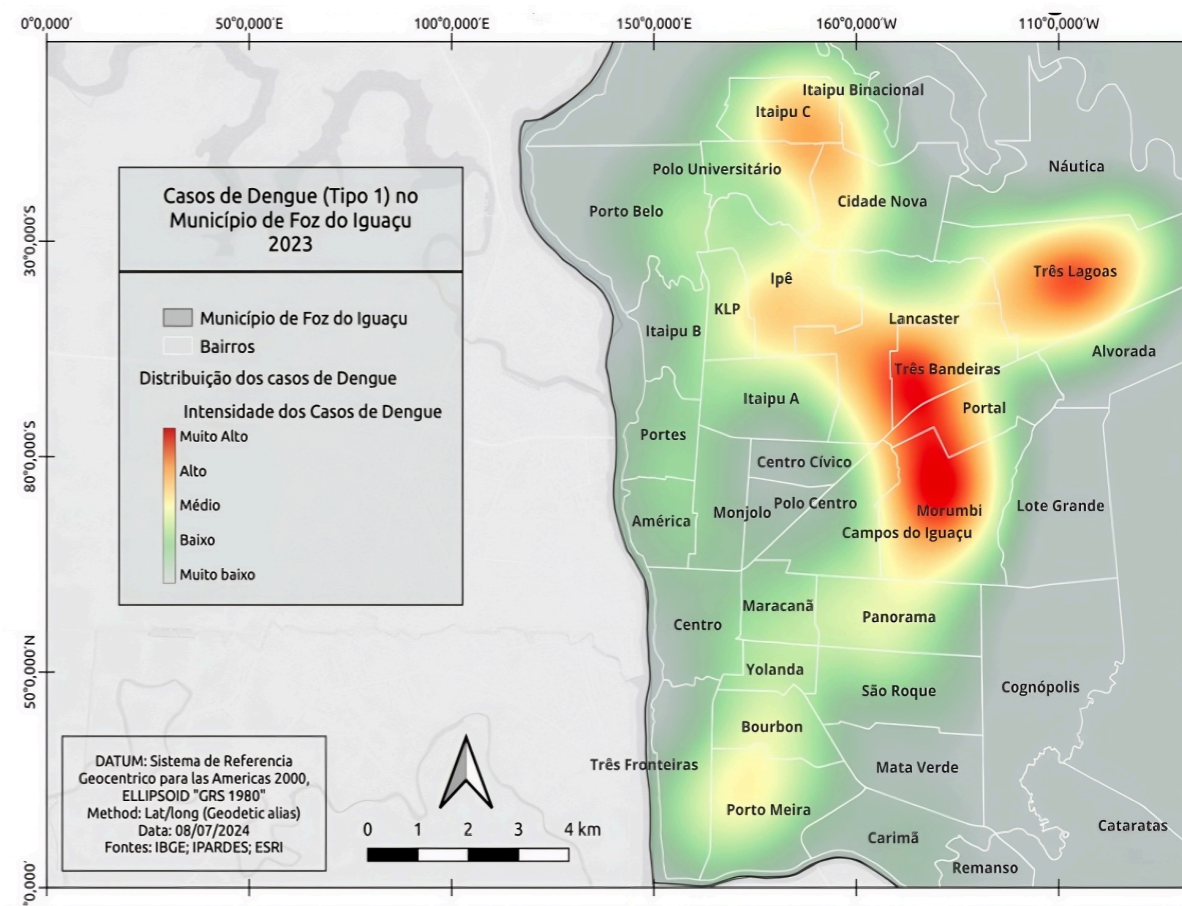 0°0,000' 50°0,000'E 100°0,000'E 150°0,000'E 160°0,000'W 110°0,000'W
Itaipu Binacional
Itaipu C
Polo Universitário
Náutica
Porto Belo
Cidade Nova
30°0,000'S
Três Lagoas
Ipê
KLP
Lancaster
Itaipu B
Alvorada
Três Bandeiras
Itaipu A
Portal
Portes
80°0,000'S
Centro Cívico
Polo Centro
Monjolo
Morumbi
Lote Grande
América
Campos do Iguaçu
Maracanã
Panorama
Centro
50°0,000'N
Yolanda
São Roque
Cognópolis
Bourbon
Três Fronteiras
Mata Verde
Porto Meira
Cataratas
Carimã
Remanso
0°0,000'
Casos de Dengue (Tipo 1) no
Município de Foz do Iguaçu
2023
Município de Foz do Iguaçu
Bairros
Distribuição dos casos de Dengue
Intensidade dos Casos de Dengue
Muito Alto
Alto
Médio
Baixo
Muito baixo
DATUM: Sistema de Referencia
Geocentrico para las Americas 2000,
ELLIPSOID "GRS 1980"
Method: Lat/long (Geodetic alias)
Data: 08/07/2024
Fontes: IBGE; IPARDES; ESRI
0 1 2 3 4 km